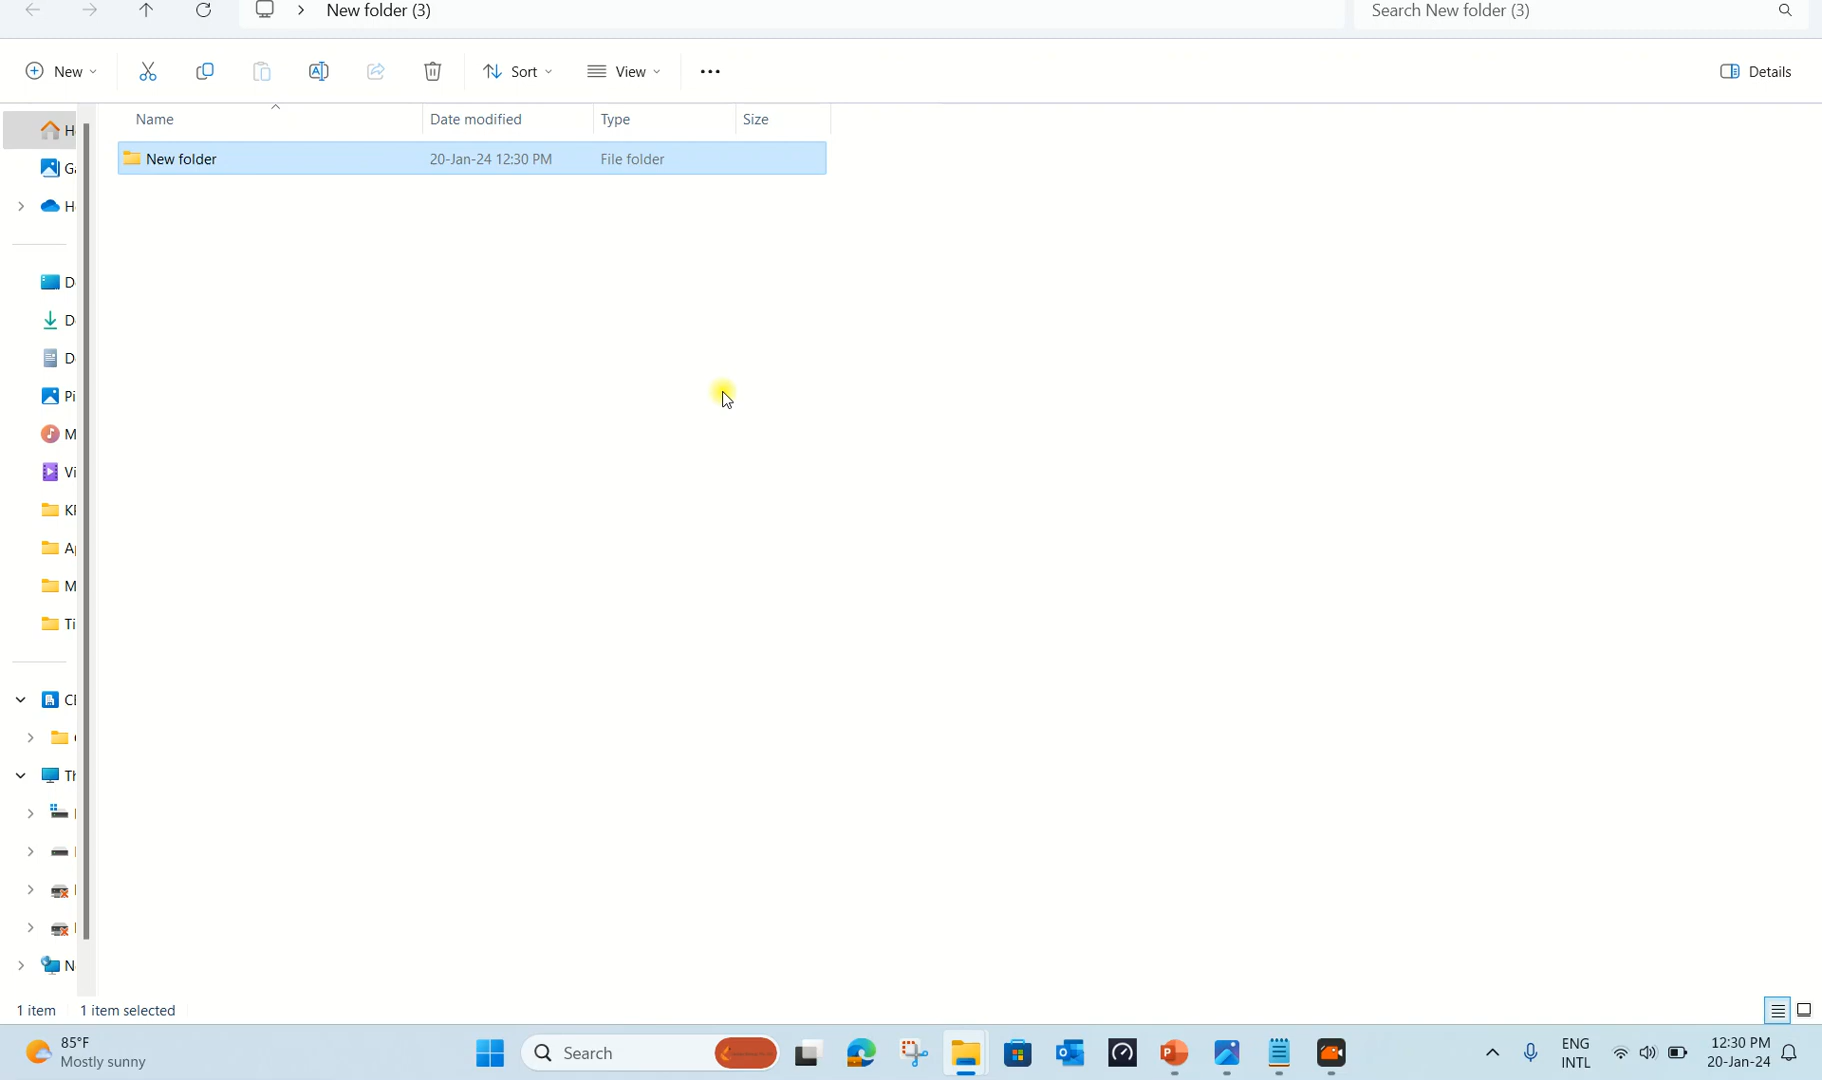 New folder (3)
Search New folder (3)
New
Sort
View
Details
Name
Date modified
Type
Size
New folder
20-Jan-24 12:30 PM
File folder
1 item
1 item selected
85°F
Mostly sunny
Search
ENG
INTL
12:30 PM
20-Jan-24